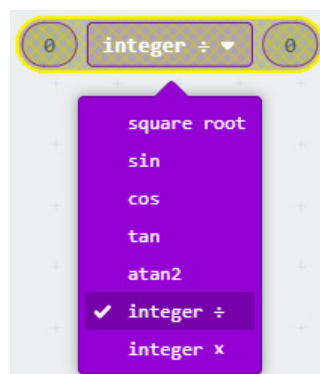 0 integer ÷ 0
square root
sin
cos
tan
atan2
integer ÷
integer x